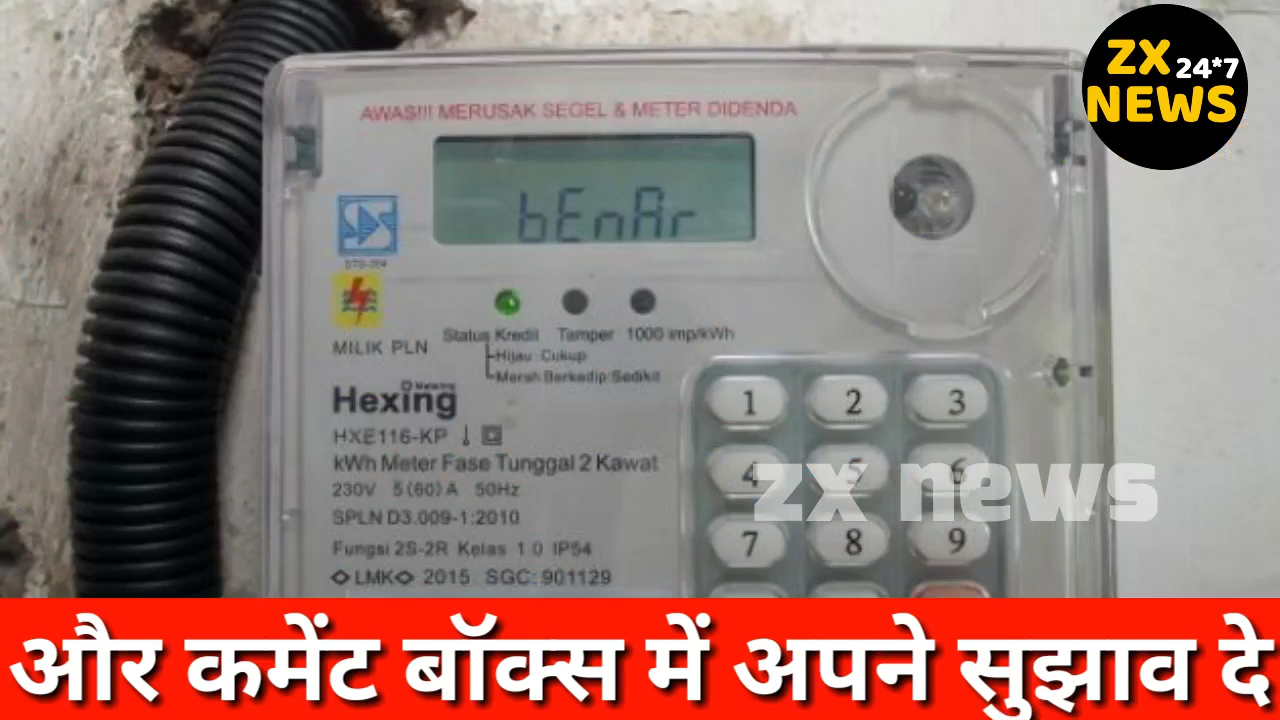 ZX 24*7
NEWS
AWAS!!! MERUSAK SEGEL & METER DIDENDA
bEnAr
MILIK PLN
Status Kredit Tamper 1000 imp/kWh
Hijau: Cukup
Merah Berkedip: Sedikit
Hexing
HXE116-KP
kWh Meter Fase Tunggal 2 Kawat
230V 5(60)A 50Hz
SPLN D3.009-1:2010
Fungsi 2S-2R Kelas 1.0 IP54
LMK 2015 SGC: 901129
1 2 3
4 5 6
zx news
7 8 9
और कमेंट बॉक्स में अपने सुझाव दे